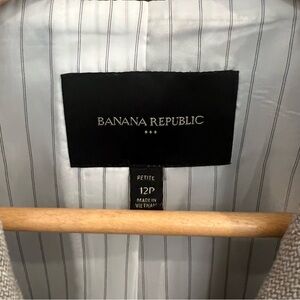 BANANA REPUBLIC
PETITE
12P
MADE IN
VIETNAM